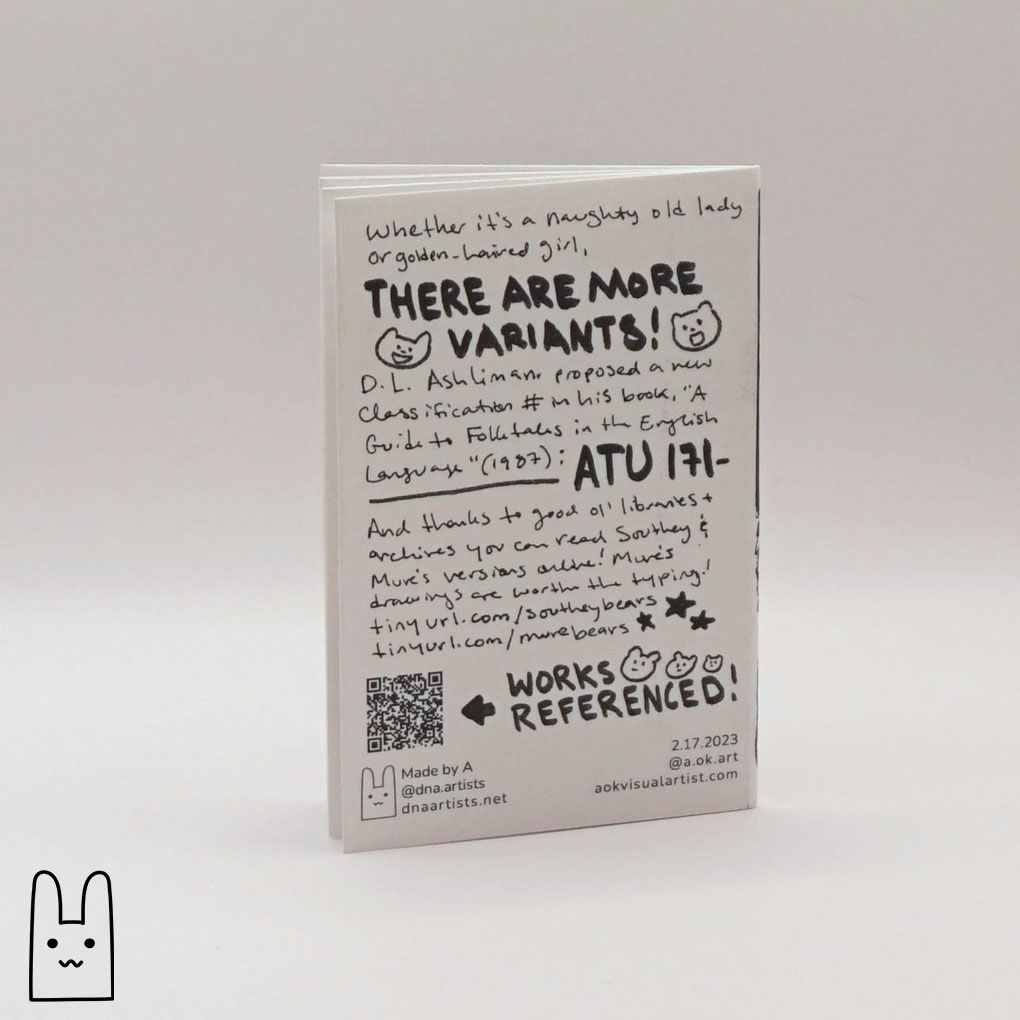 Whether it's a naughty old lady
or golden-haired girl,
THERE ARE MORE
VARIANTS!
D.L. Ashliman proposed a new
classification # in his book, "A
Guide to Folktales in the English
Language" (1987): ATU 171-
And thanks to good ol' libraries +
archives you can read Southey &
Mure's versions online! Mure's
drawings are worth the typing!
tinyurl.com/southeybears
tinyurl.com/murebears
WORKS
REFERENCED!
Made by A
@dna.artists
dnaartists.net
2.17.2023
@a.ok.art
aokvisualartist.com